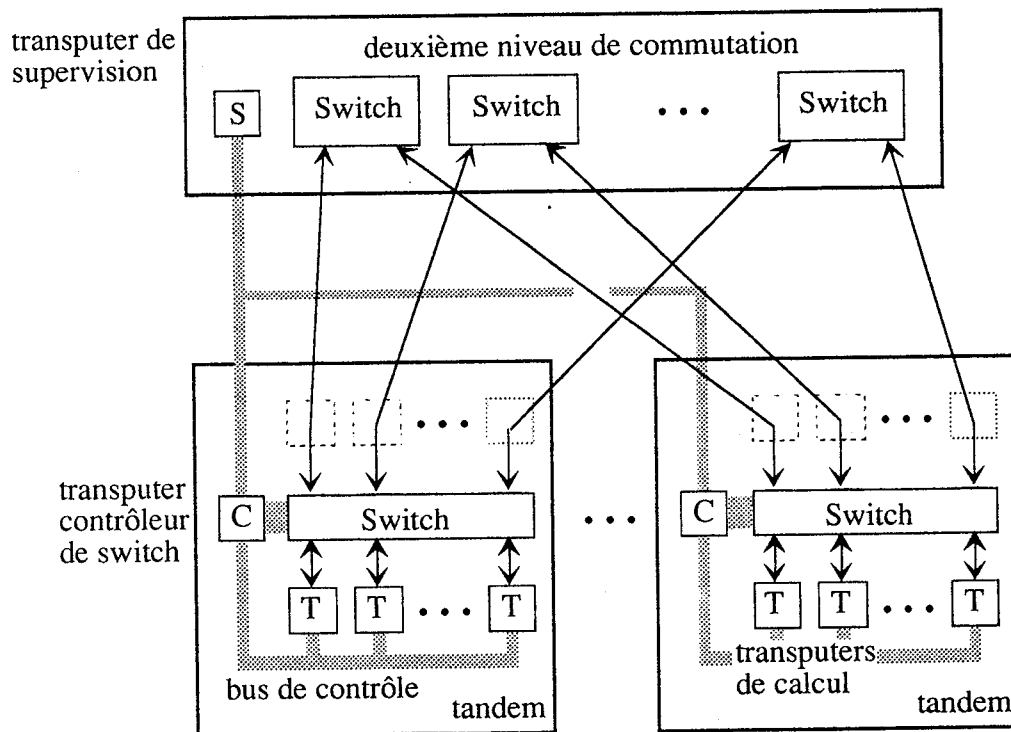 transputer de
supervision
deuxième niveau de commutation
S
Switch
Switch
• • •
Switch
• • •
• • •
transputer
contrôleur
de switch
C
Switch
• • •
C
Switch
T
T
• • •
T
T
T
• • •
T
bus de contrôle
tandem
transputers
de calcul
tandem